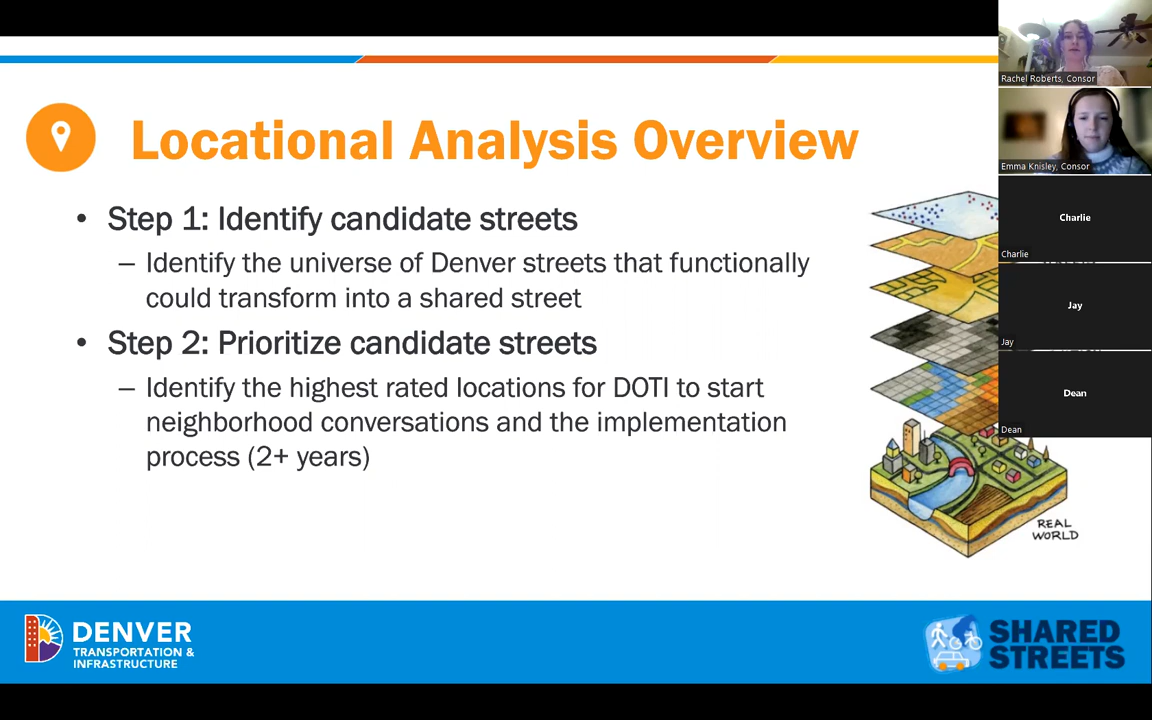 Locational Analysis Overview
• Step 1: Identify candidate streets
– Identify the universe of Denver streets that functionally
could transform into a shared street
• Step 2: Prioritize candidate streets
– Identify the highest rated locations for DOTI to start
neighborhood conversations and the implementation
process (2+ years)
REAL
WORLD
DENVER
TRANSPORTATION &
INFRASTRUCTURE
SHARED
STREETS
Rachel Roberts, Consor
Emma Knisley, Consor
Charlie
Charlie
Jay
Jay
Dean
Dean